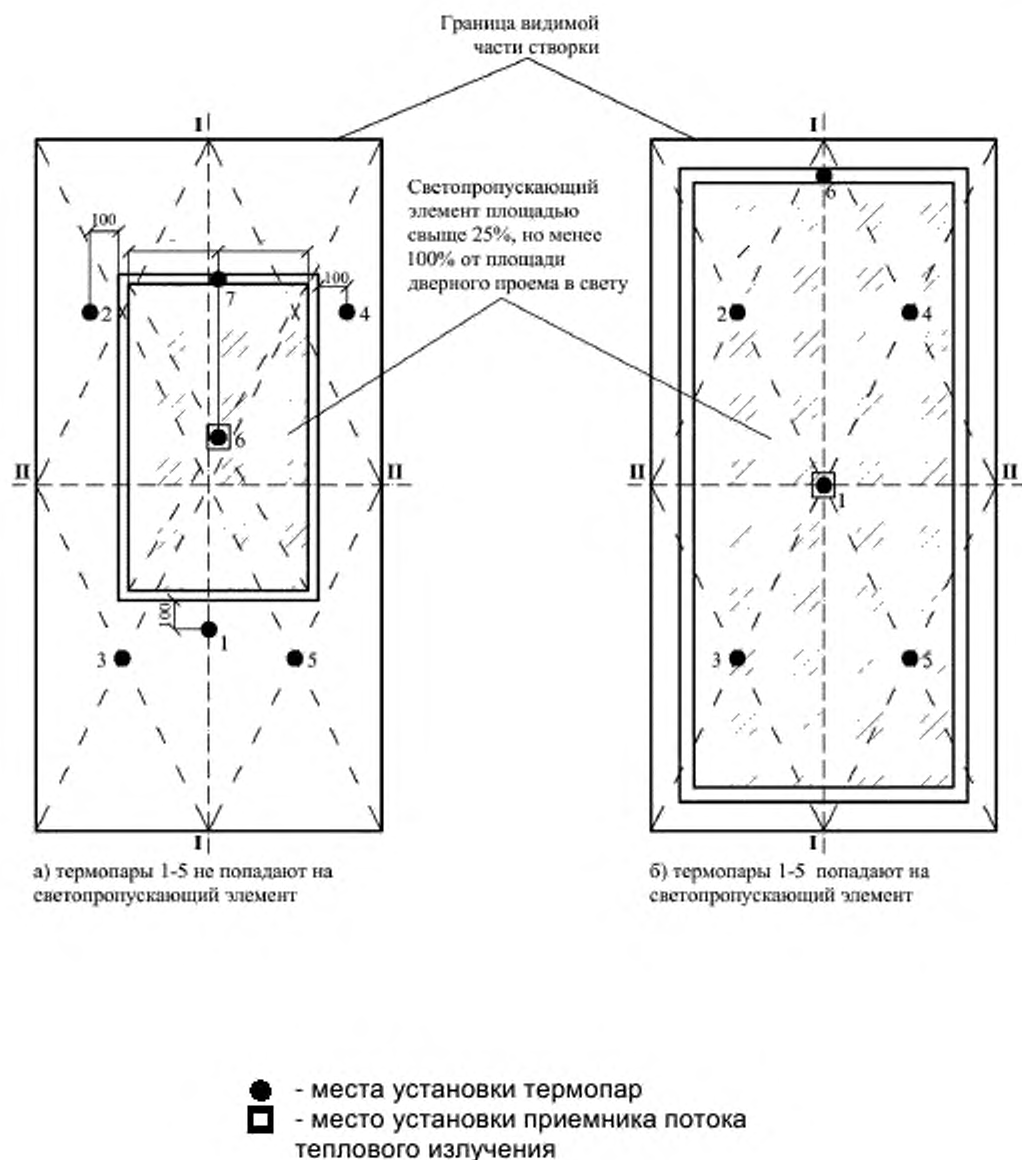 Граница видимой
части створки
I
I
100
Светопропускающий
элемент площадью
свыше 25%, но менее
100% от площади
дверного проема в свету
7
100
2
4
6
II
II
100
1
3
5
I
6
2
4
II
II
1
3
5
I
а) термопары 1-5 не попадают на
светопропускающий элемент
б) термопары 1-5 попадают на
светопропускающий элемент
- места установки термопар
- место установки приемника потока
теплового излучения